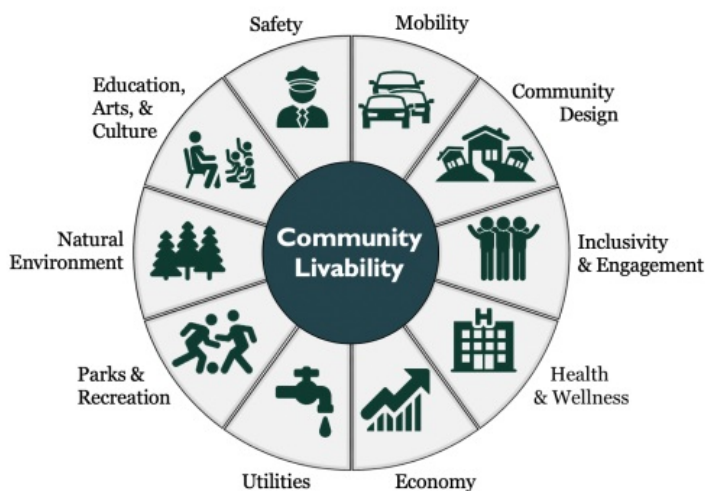 Safety
Mobility
Education,
Arts, &
Culture
Community
Design
Natural
Environment
Community
Livability
Inclusivity
& Engagement
H
Parks &
Recreation
Health
& Wellness
Utilities
Economy